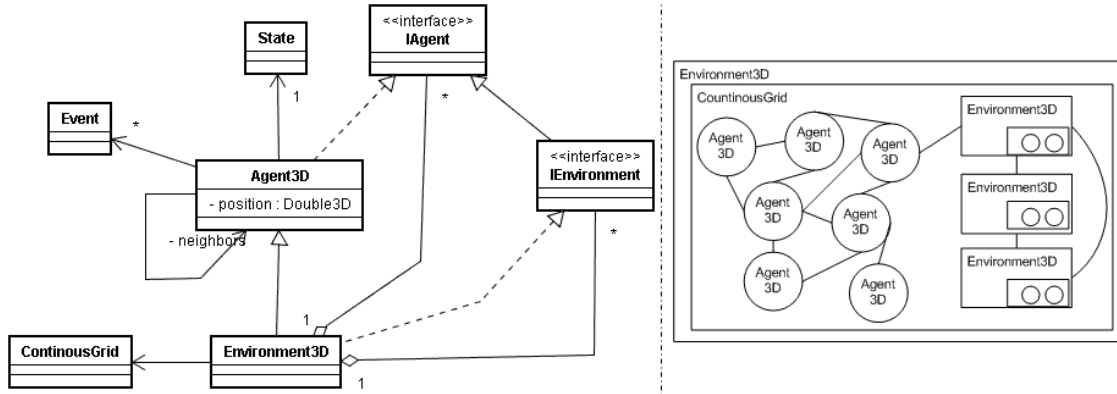 <<interface>>
IAgent
*
State
1
Event
*
Agent3D
- position : Double3D
- neighbors
<<interface>>
IEnvironment
*
1
ContinousGrid
Environment3D
1
Environment3D
CountinousGrid
Agent
3D
Agent
3D
Agent
3D
Agent
3D
Agent
3D
Agent
3D
Agent
3D
Environment3D
Environment3D
Environment3D